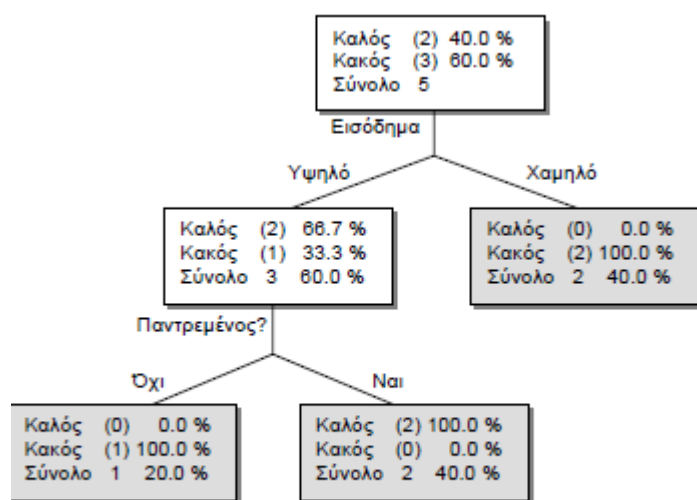 Καλός (2) 40.0 %
Κακός (3) 60.0 %
Σύνολο 5
Εισόδημα
Υψηλό
Χαμηλό
Καλός (2) 66.7 %
Κακός (1) 33.3 %
Σύνολο 3 60.0 %
Καλός (0) 0.0 %
Κακός (2) 100.0 %
Σύνολο 2 40.0 %
Παντρεμένος?
Όχι
Ναι
Καλός (0) 0.0 %
Κακός (1) 100.0 %
Σύνολο 1 20.0 %
Καλός (2) 100.0 %
Κακός (0) 0.0 %
Σύνολο 2 40.0 %